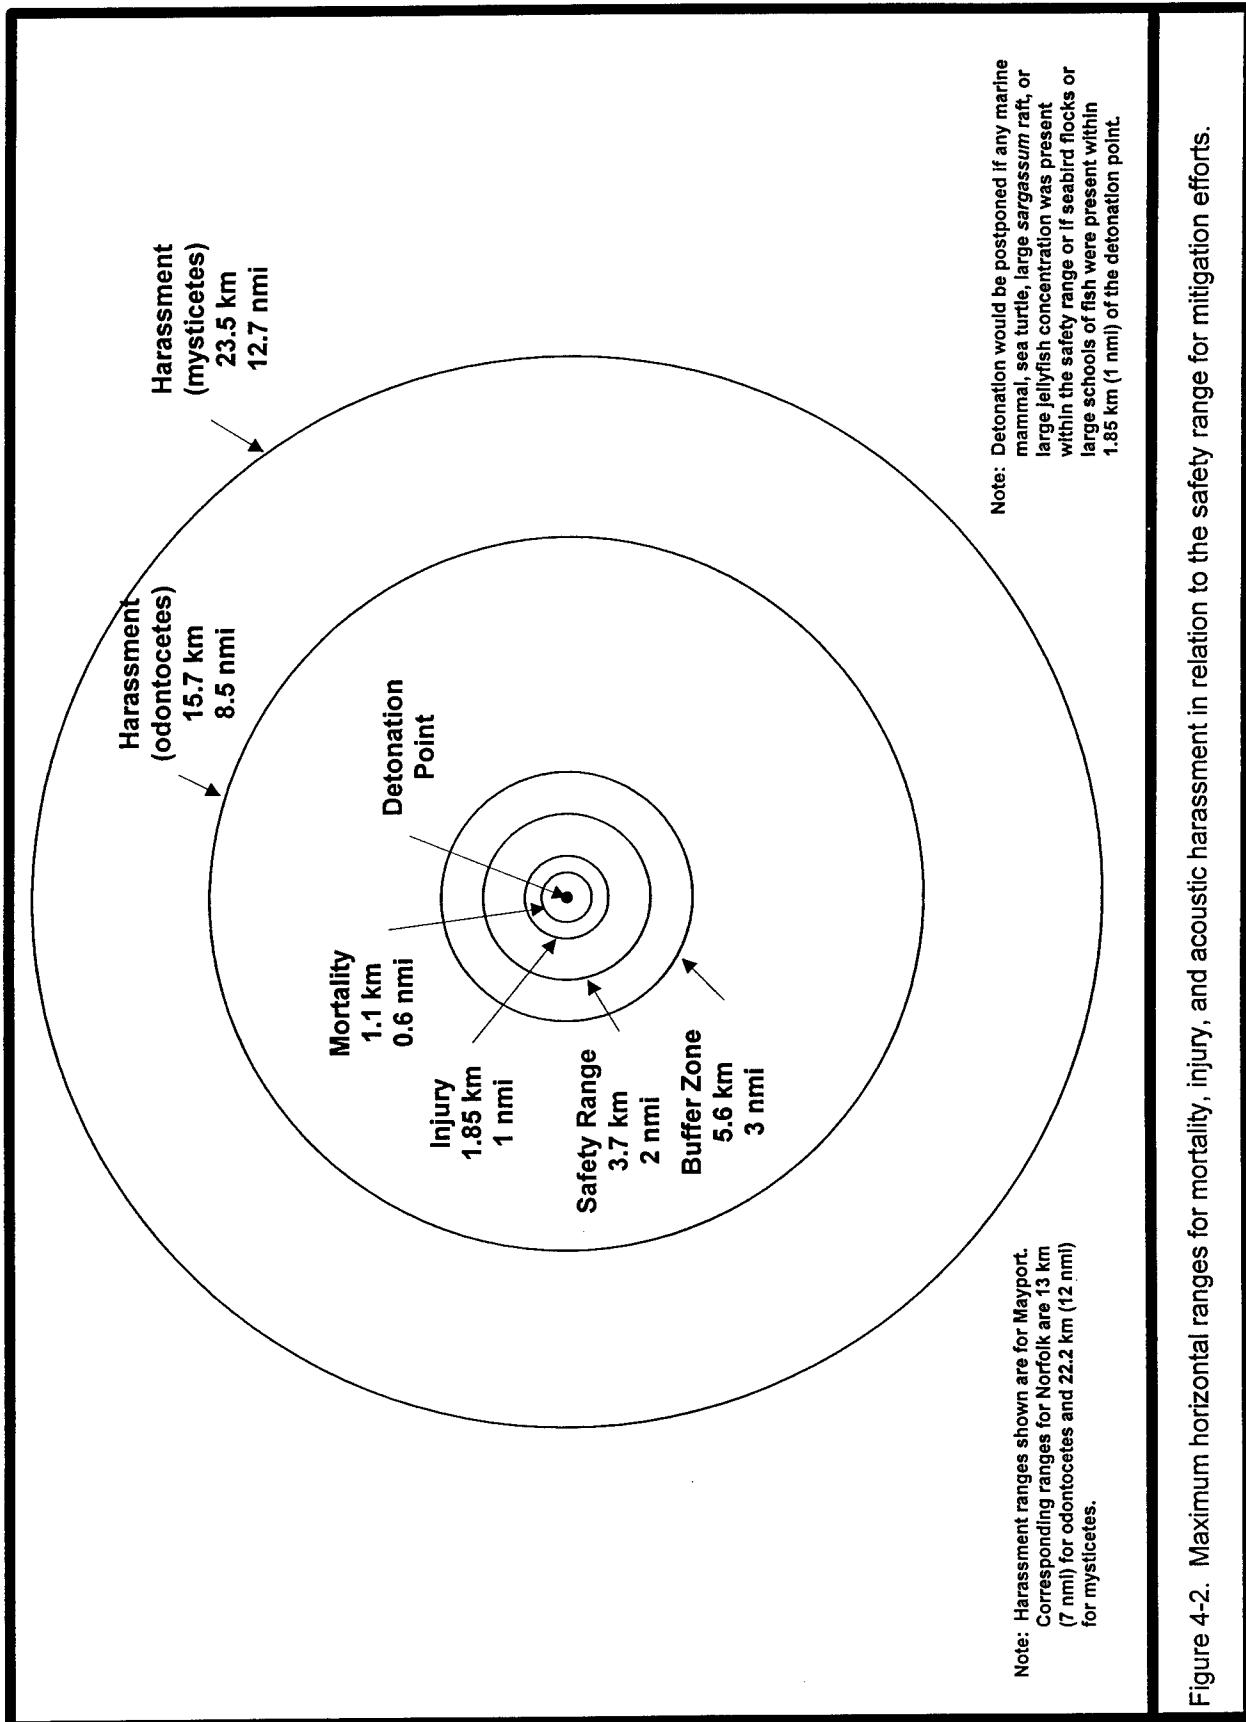 Harassment
(mysticetes)
23.5 km
12.7 nmi
Harassment
(odontocetes)
15.7 km
8.5 nmi
Detonation
Point
Mortality
1.1 km
0.6 nmi
Injury
1.85 km
1 nmi
Safety Range
3.7 km
2 nmi
Buffer Zone
5.6 km
3 nmi
Note: Harassment ranges shown are for Mayport.
Corresponding ranges for Norfolk are 13 km
(7 nmi) for odontocetes and 22.2 km (12 nmi)
for mysticetes.
Note: Detonation would be postponed if any marine
mammal, sea turtle, large sargassum raft, or
large jellyfish concentration was present
within the safety range or if seabird flocks or
large schools of fish were present within
1.85 km (1 nmi) of the detonation point.
Figure 4-2. Maximum horizontal ranges for mortality, injury, and acoustic harassment in relation to the safety range for mitigation efforts.